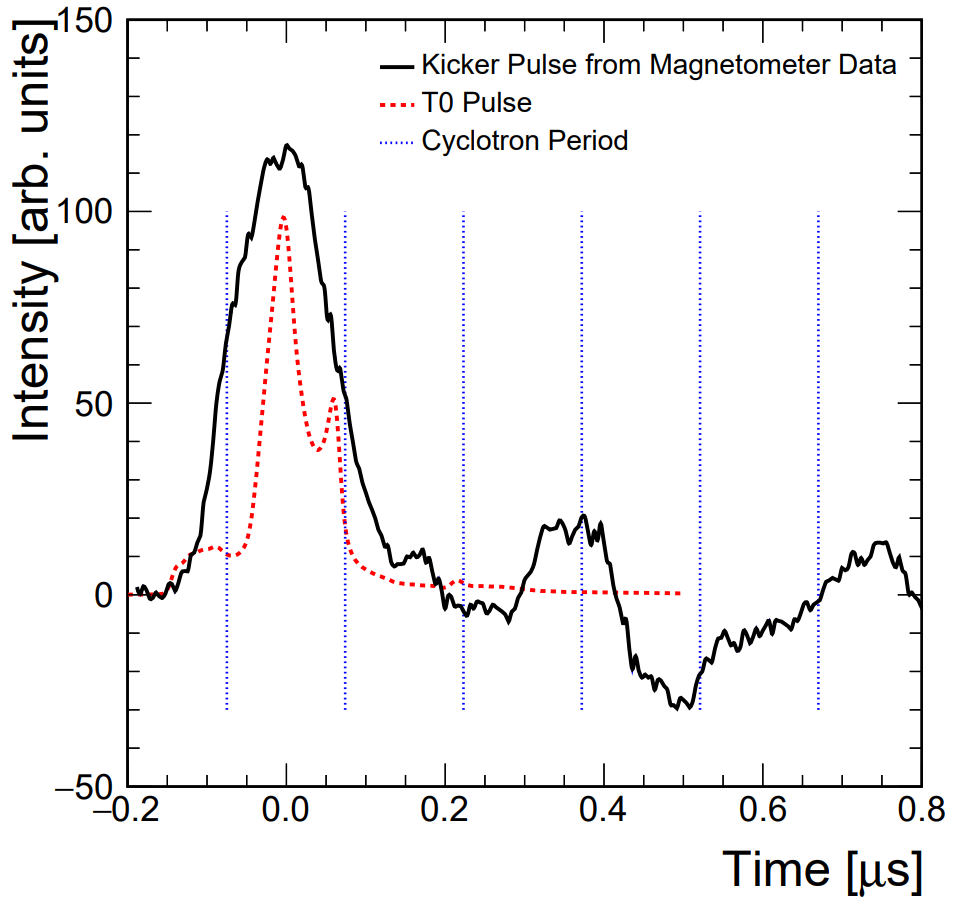 150
100
50
0
−50
Intensity [arb. units]
Kicker Pulse from Magnetometer Data
T0 Pulse
Cyclotron Period
−0.2 0.0 0.2 0.4 0.6 0.8
Time [μs]